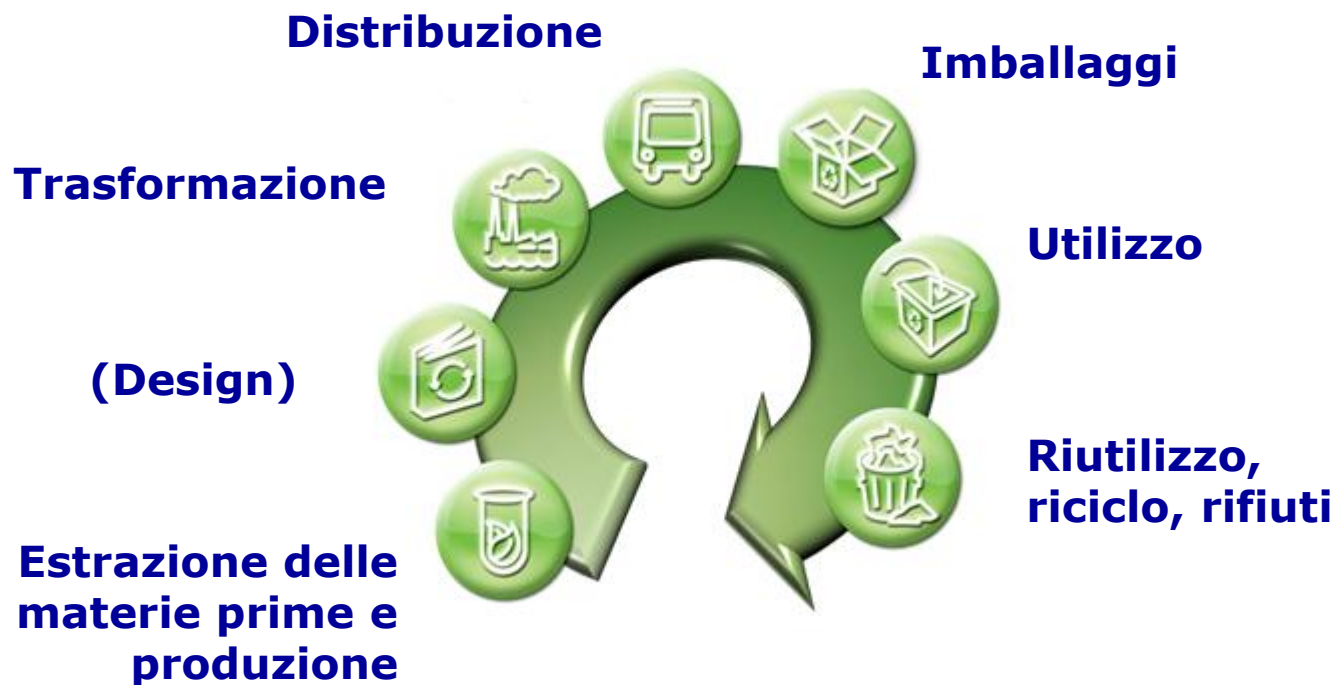 Distribuzione
Imballaggi
Trasformazione
Utilizzo
(Design)
Riutilizzo,
riciclo, rifiuti
Estrazione delle
materie prime e
produzione